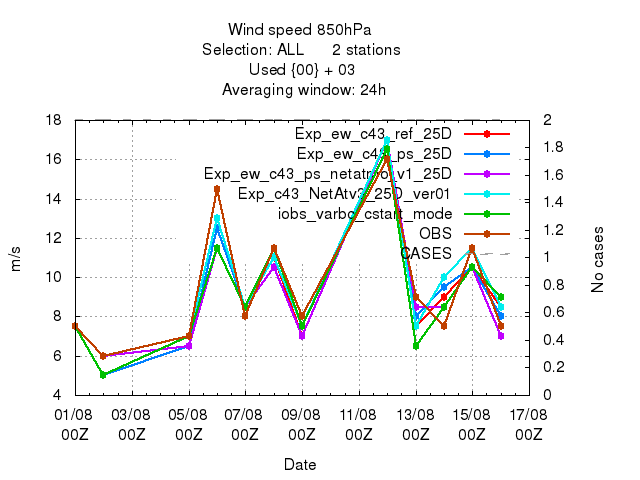 Wind speed 850hPa
Selection: ALL 2 stations
Used {00} + 03
Averaging window: 24h
18 2
16 1.8
14 1.6
12 1.4
10 1.2
8 1
6 0.8
4 0.6
0.4
0.2
0
m/s
No cases
Exp_ew_c43_ref_25D
Exp_ew_c43_ps_25D
Exp_ew_c43_ps_netatmo_v1_25D
Exp_c43_NetAtv3_25D_ver01
iobs_varbc_cstart_mode
OBS
CASES
01/08 03/08 05/08 07/08 09/08 11/08 13/08 15/08 17/08
00Z 00Z 00Z 00Z 00Z 00Z 00Z 00Z 00Z
Date